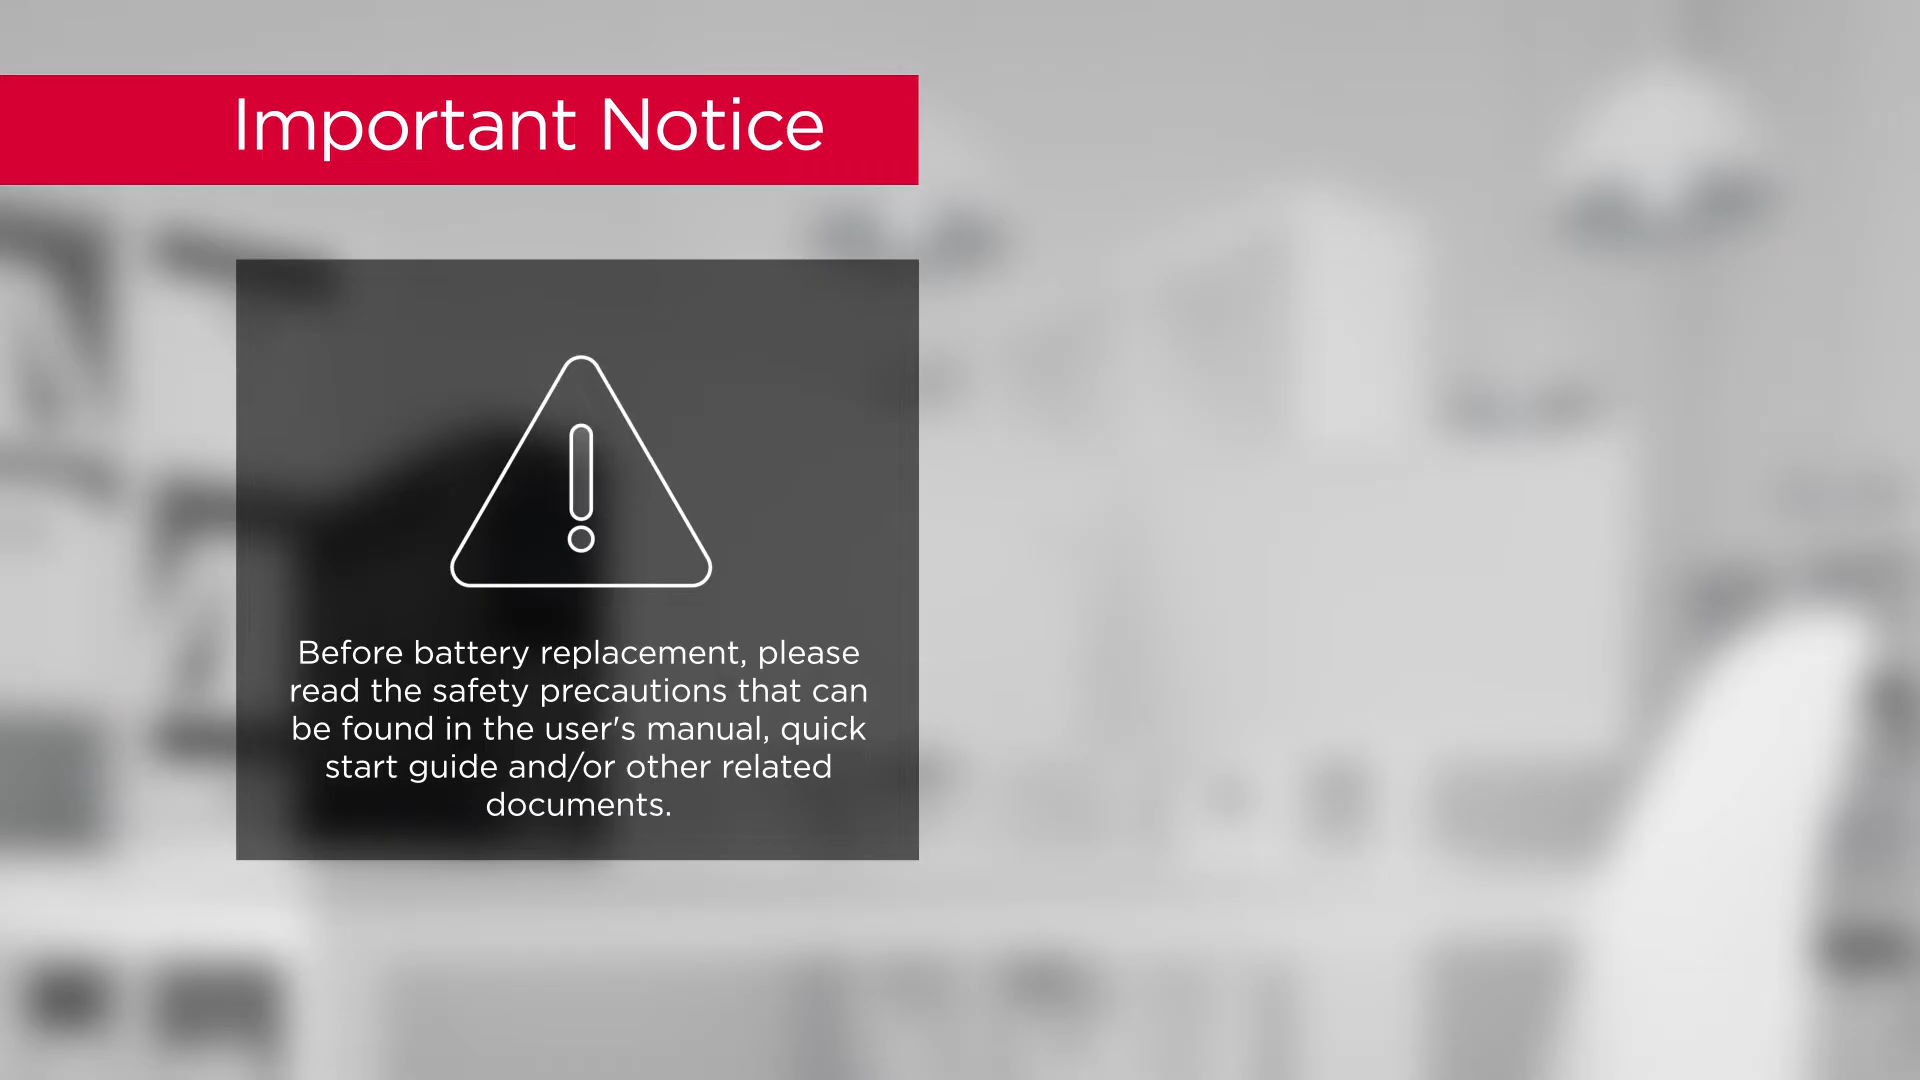 Important Notice
Before battery replacement, please
read the safety precautions that can
be found in the user's manual, quick
start guide and/or other related
documents.